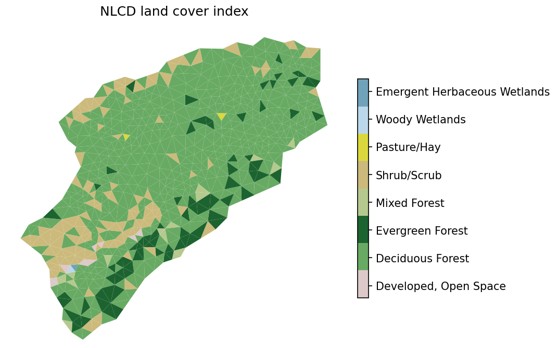 NLCD land cover index
Emergent Herbaceous Wetlands
Woody Wetlands
Pasture/Hay
Shrub/Scrub
Mixed Forest
Evergreen Forest
Deciduous Forest
Developed, Open Space